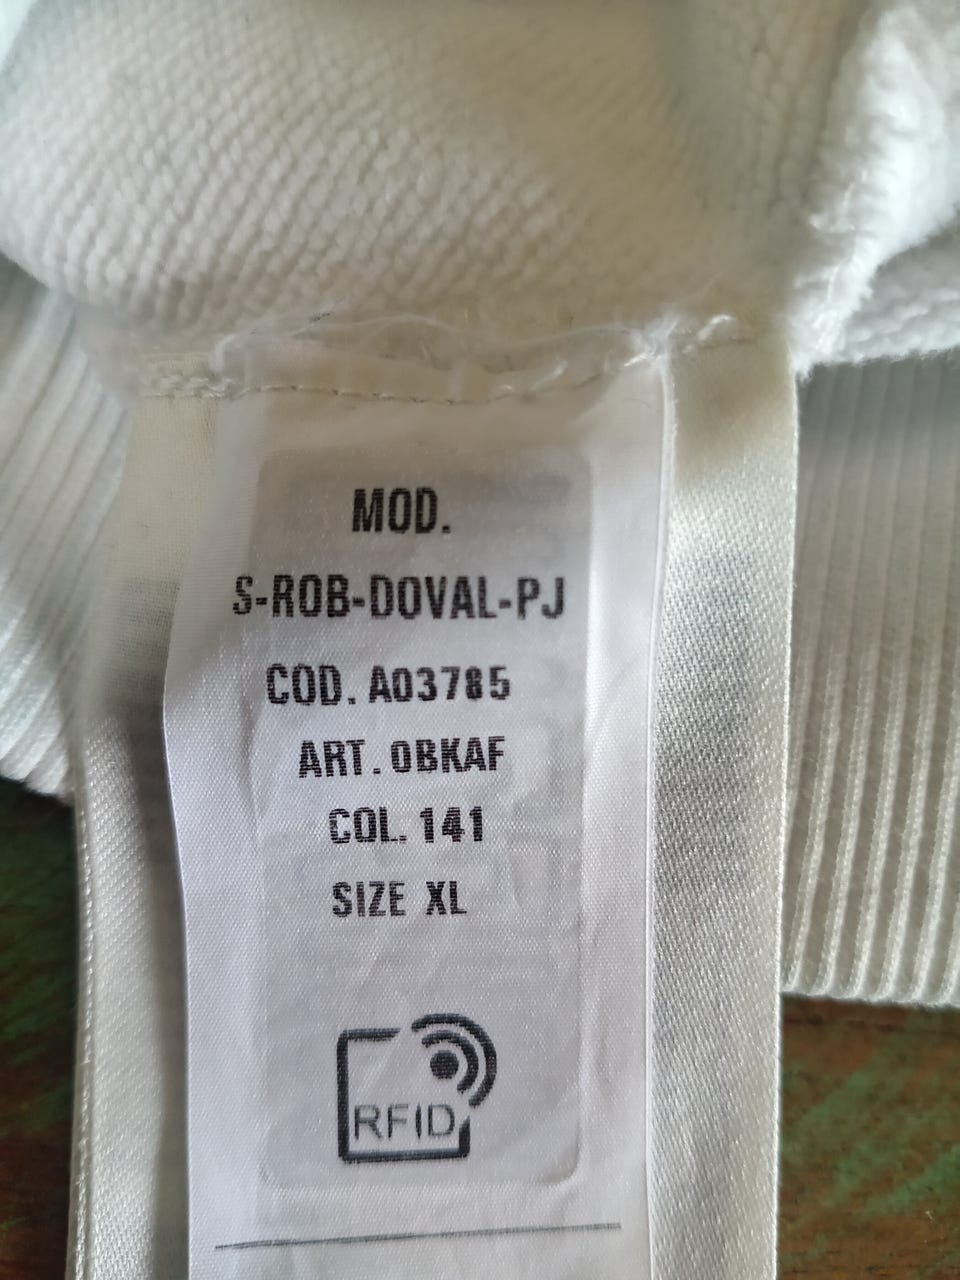 MOD.
S-ROB-DOVAL-PJ
COD. A03785
ART. 0BKAF
COL. 141
SIZE XL
RFID